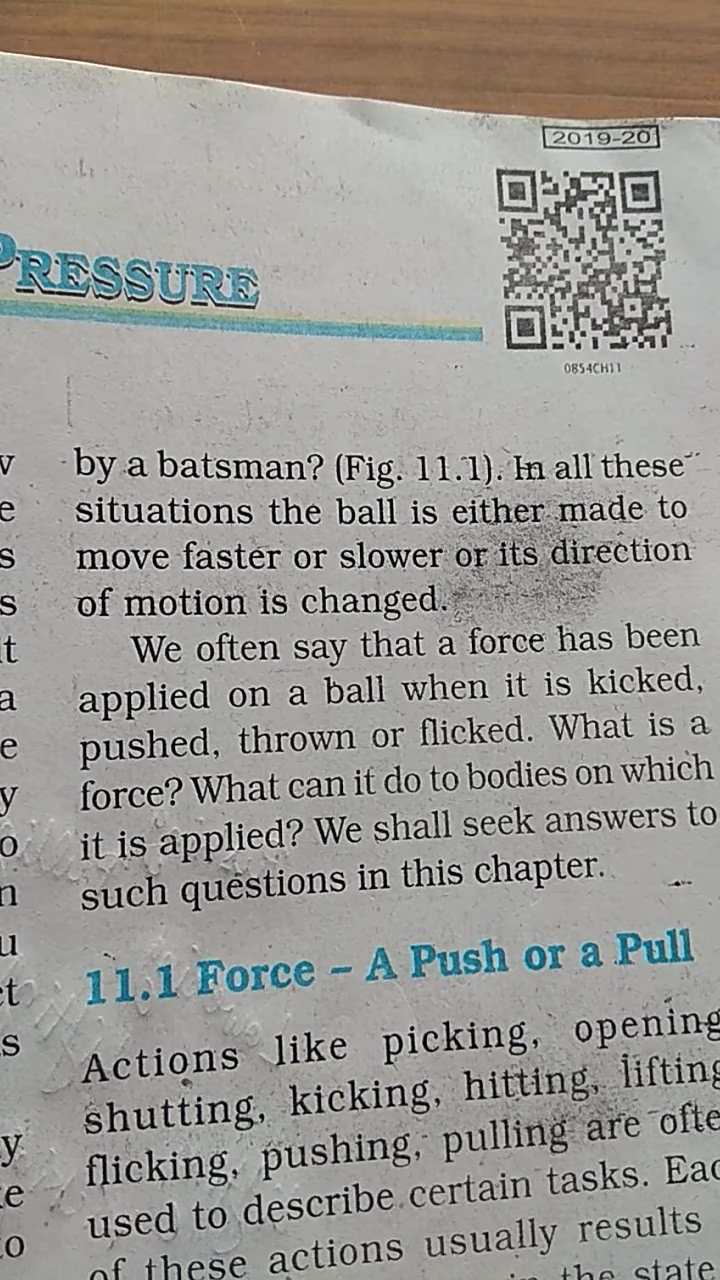 2019-20
PRESSURE
0854CH11
by a batsman? (Fig. 11.1). In all these
situations the ball is either made to
move faster or slower or its direction
of motion is changed.
We often say that a force has been
applied on a ball when it is kicked,
pushed, thrown or flicked. What is a
force? What can it do to bodies on which
it is applied? We shall seek answers to
such questions in this chapter.
11.1 Force – A Push or a Pull
Actions like picking, opening
shutting, kicking, hitting, lifting
flicking, pushing, pulling are
used to describe certain tasks.
of these actions usually results
in the state